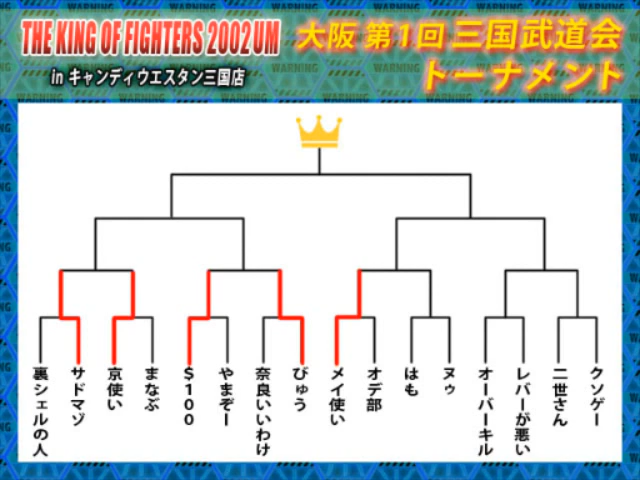 THE KING OF FIGHTERS 2002 UM
in キャンディウエスタン三国店
大阪 第1回 三国武道会
トーナメント
裏シェルの人
サドマゾ
京使い
まなぶ
$100
やまぞー
奈良いいわけ
びゅう
メイ使い
オデ部
はも
ヌゥ
オーバーキル
レバーが悪い
二世さん
クソゲー